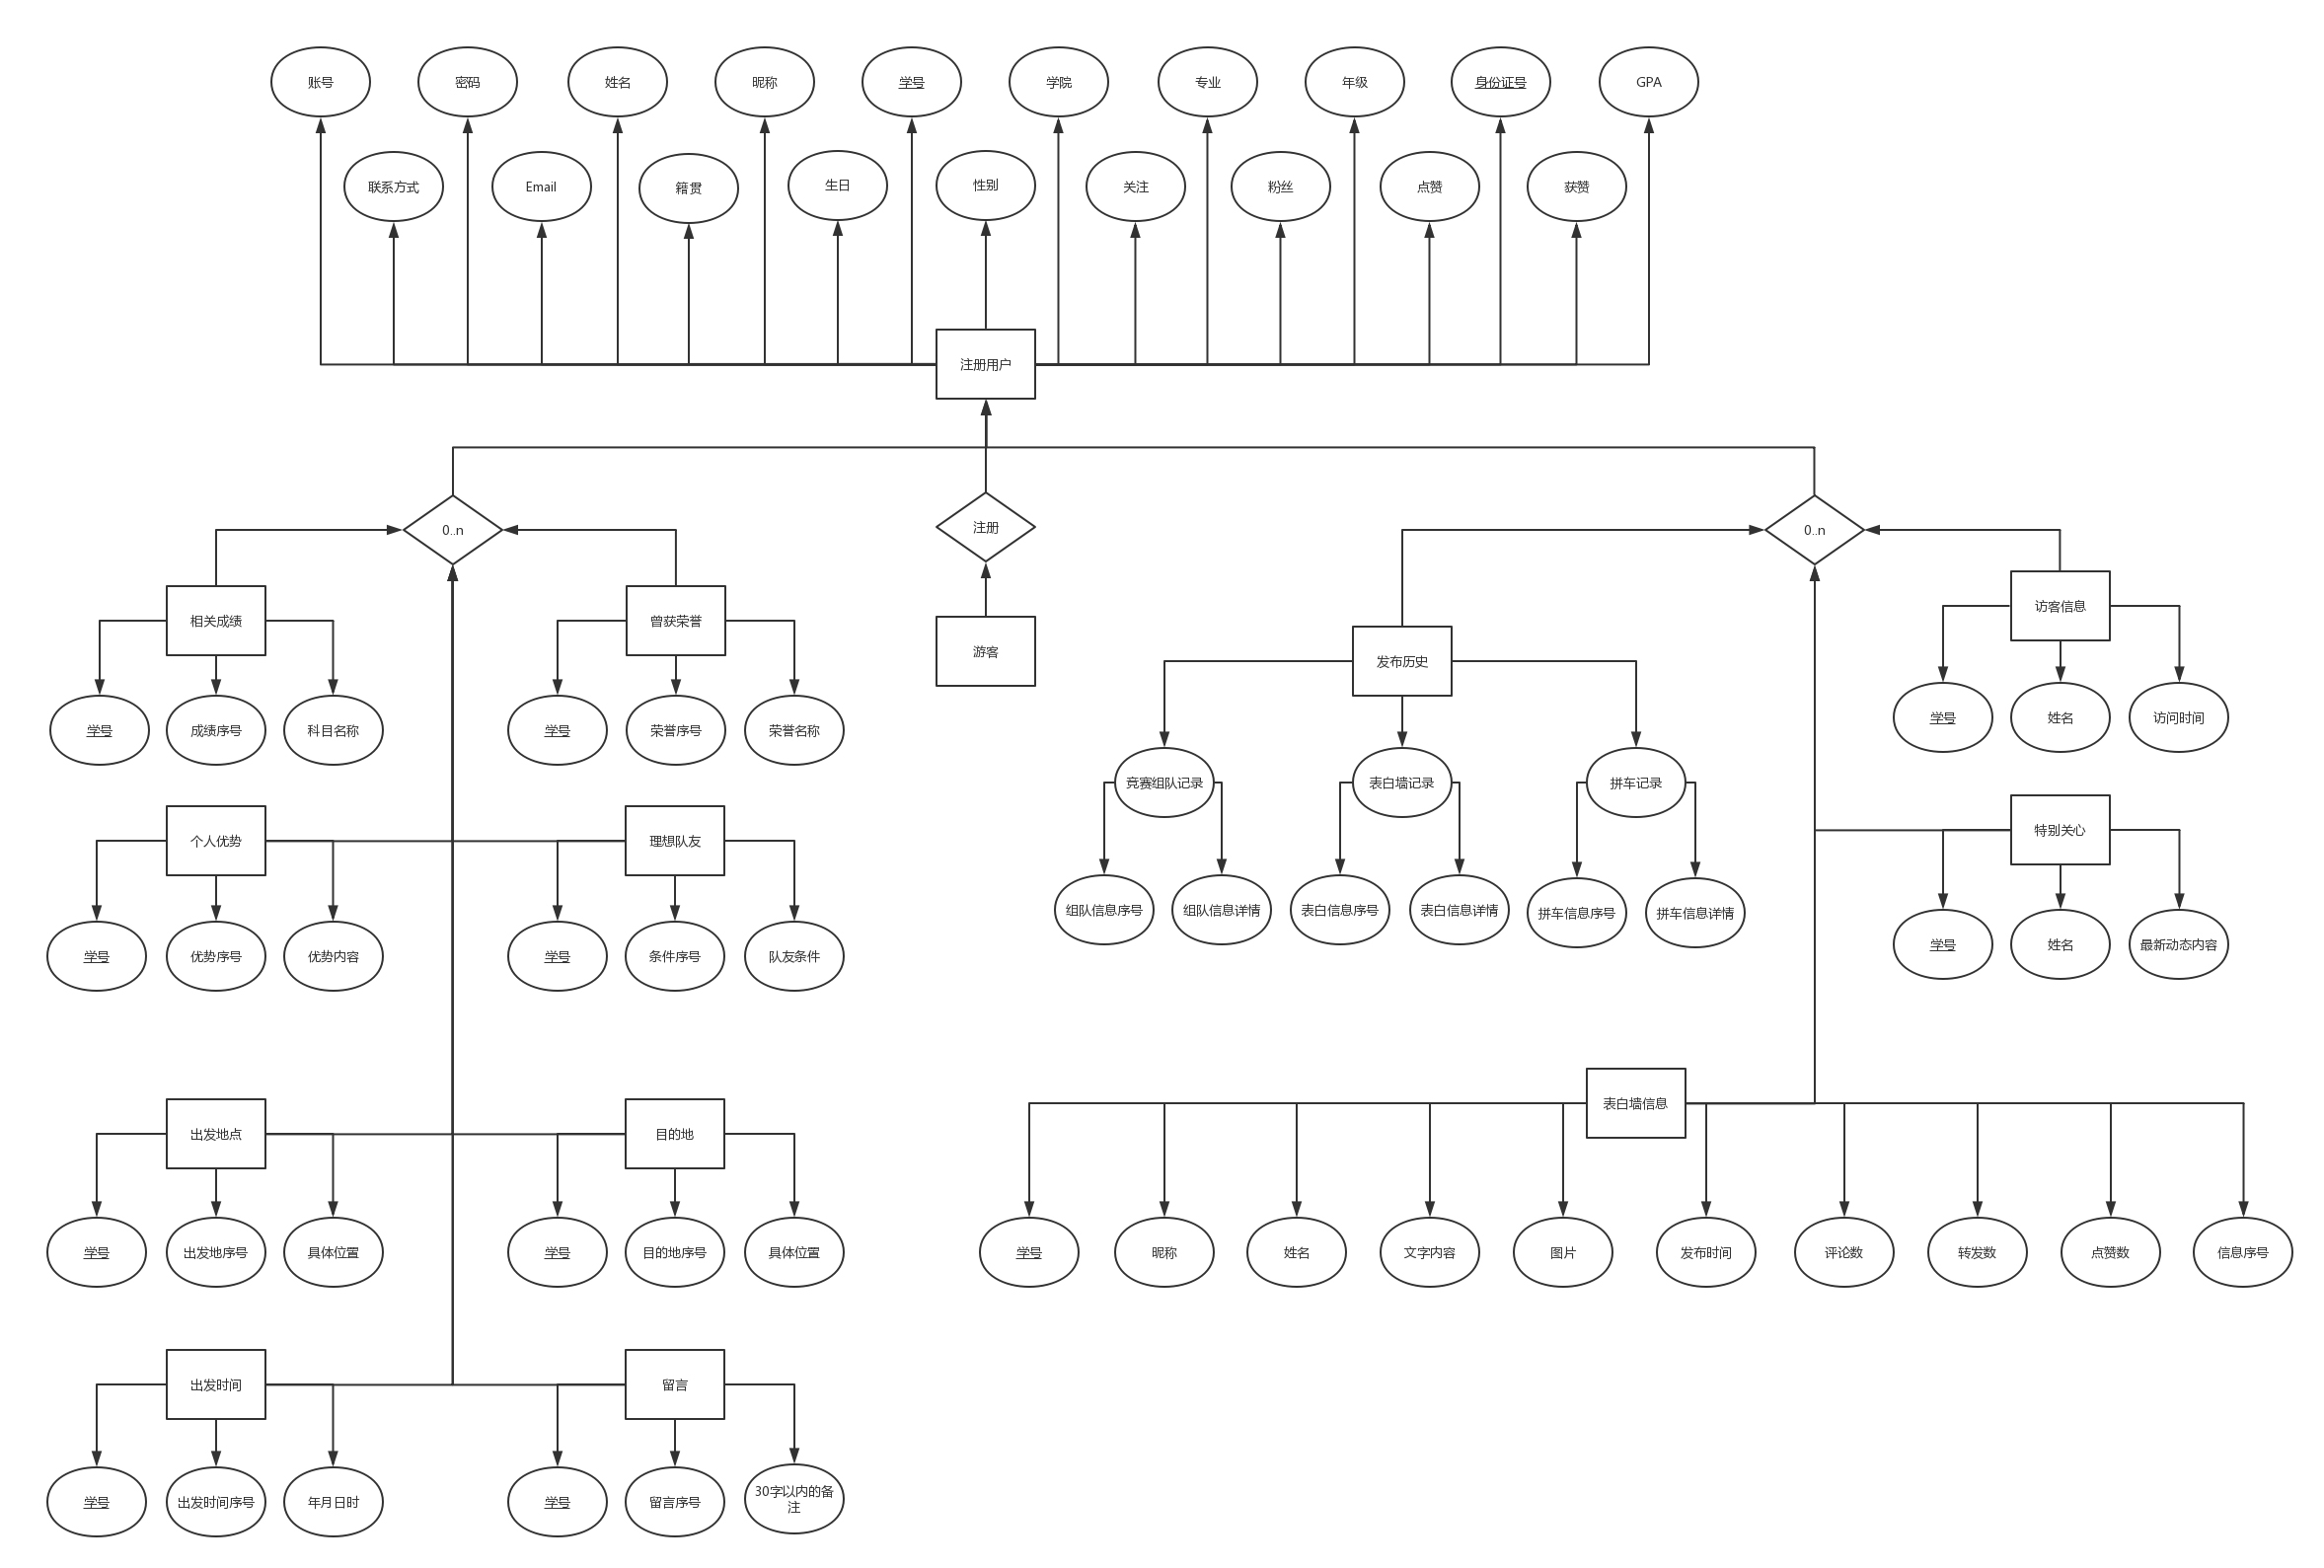 账号
密码
姓名
昵称
学号
学院
专业
年级
身份证号
GPA
联系方式
Email
籍贯
生日
性别
关注
粉丝
点赞
获赞
注册用户
0..n
注册
0..n
相关成绩
曾获荣誉
游客
发布历史
访客信息
学号
成绩序号
科目名称
学号
荣誉序号
荣誉名称
学号
姓名
访问时间
竞赛组队记录
表白墙记录
拼车记录
个人优势
理想队友
特别关心
组队信息序号
组队信息详情
表白信息序号
表白信息详情
拼车信息序号
拼车信息详情
学号
优势序号
优势内容
学号
条件序号
队友条件
学号
姓名
最新动态内容
出发地点
目的地
表白墙信息
学号
出发地序号
具体位置
学号
目的地序号
具体位置
学号
昵称
姓名
文字内容
图片
发布时间
评论数
转发数
点赞数
信息序号
出发时间
留言
学号
出发时间序号
年月日时
学号
留言序号
30字以内的备
注